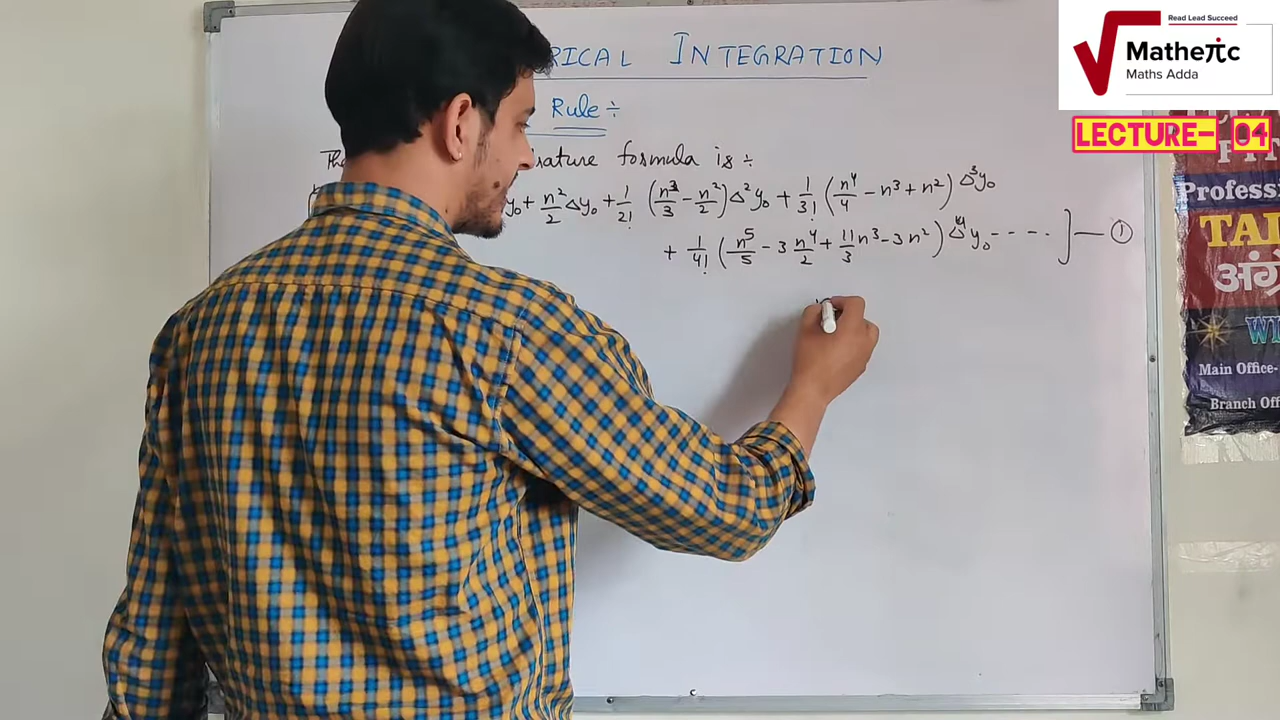 Read Lead Succeed
Matheπc
Maths Adda
LECTURE- 04
RICAL INTEGRATION
Rule ÷
rature formula is ÷
y₀ + n²/2 Δy₀ + 1/2! (n³/3 − n²/2) Δ²y₀ + 1/3! (n⁴/4 − n³ + n²) Δ³y₀
+ 1/4! (n⁵/5 − 3 n⁴/2 + 11/3 n³ − 3n²) Δ⁴y₀ - - - - ] — ①
Profess
TAL
अंग्रे
Main Office-
Branch Off